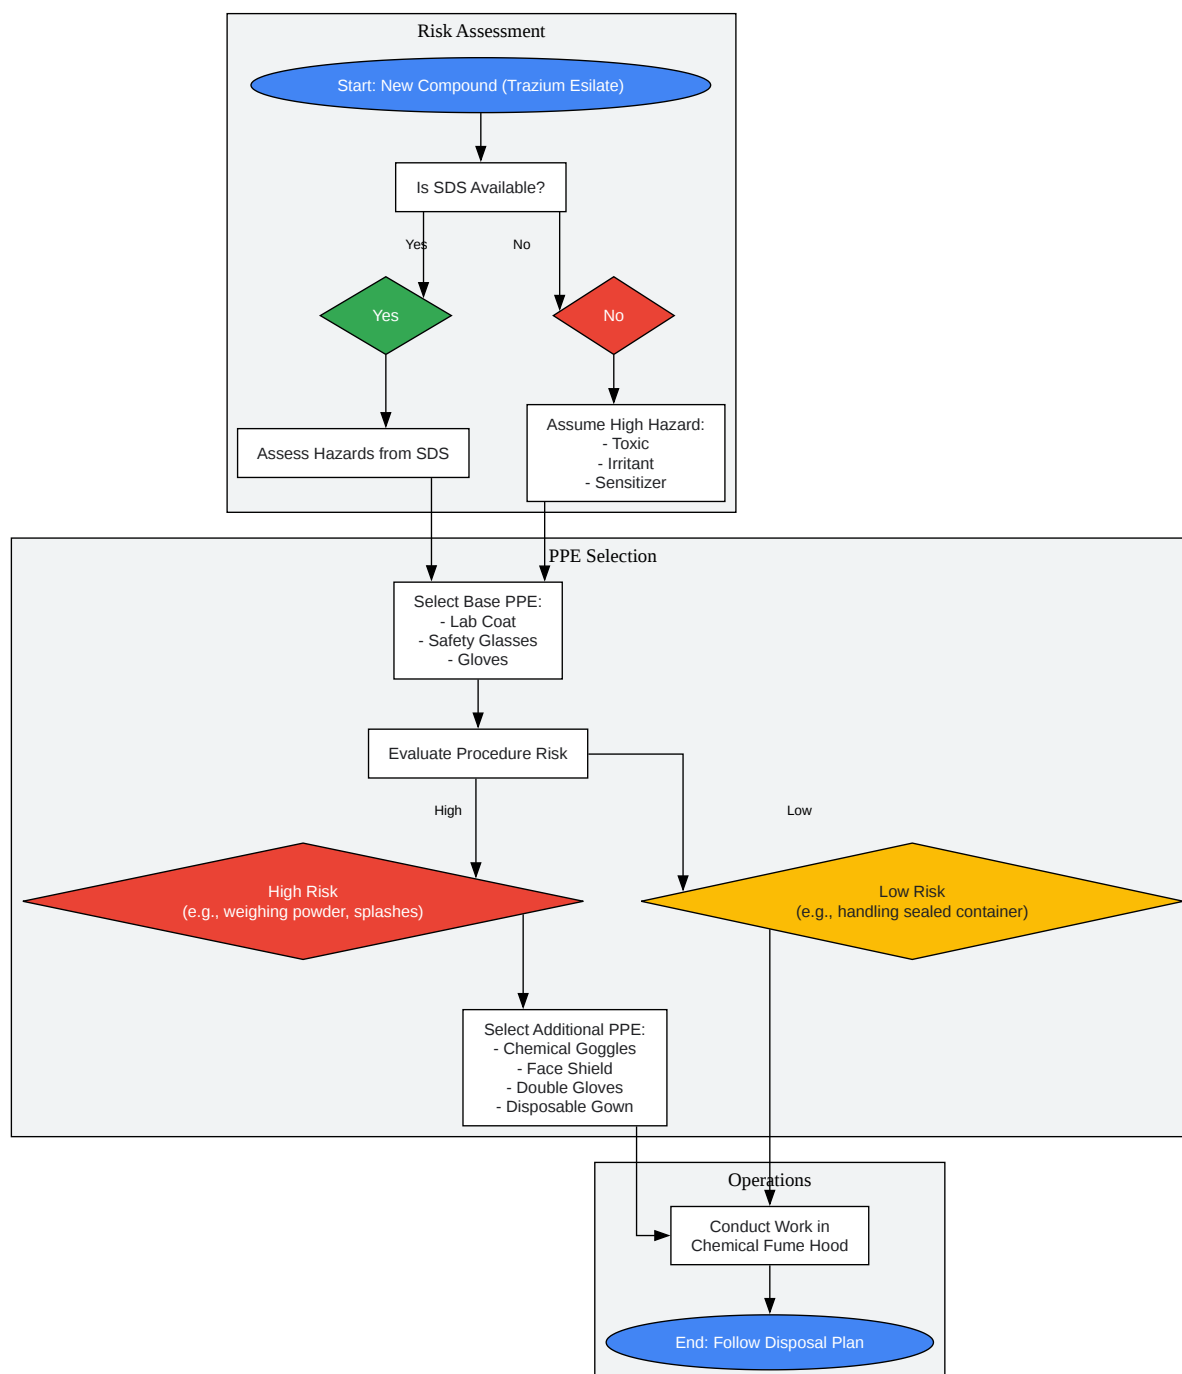 Risk Assessment
Start: New Compound (Trazium Esilate)
Is SDS Available?
Yes
No
Yes
No
Assume High Hazard:
- Toxic
- Irritant
- Sensitizer
Assess Hazards from SDS
PPE Selection
Select Base PPE:
- Lab Coat
- Safety Glasses
- Gloves
Evaluate Procedure Risk
High
Low
High Risk
(e.g., weighing powder, splashes)
Low Risk
(e.g., handling sealed container)
Select Additional PPE:
- Chemical Goggles
- Face Shield
- Double Gloves
- Disposable Gown
Operations
Conduct Work in
Chemical Fume Hood
End: Follow Disposal Plan